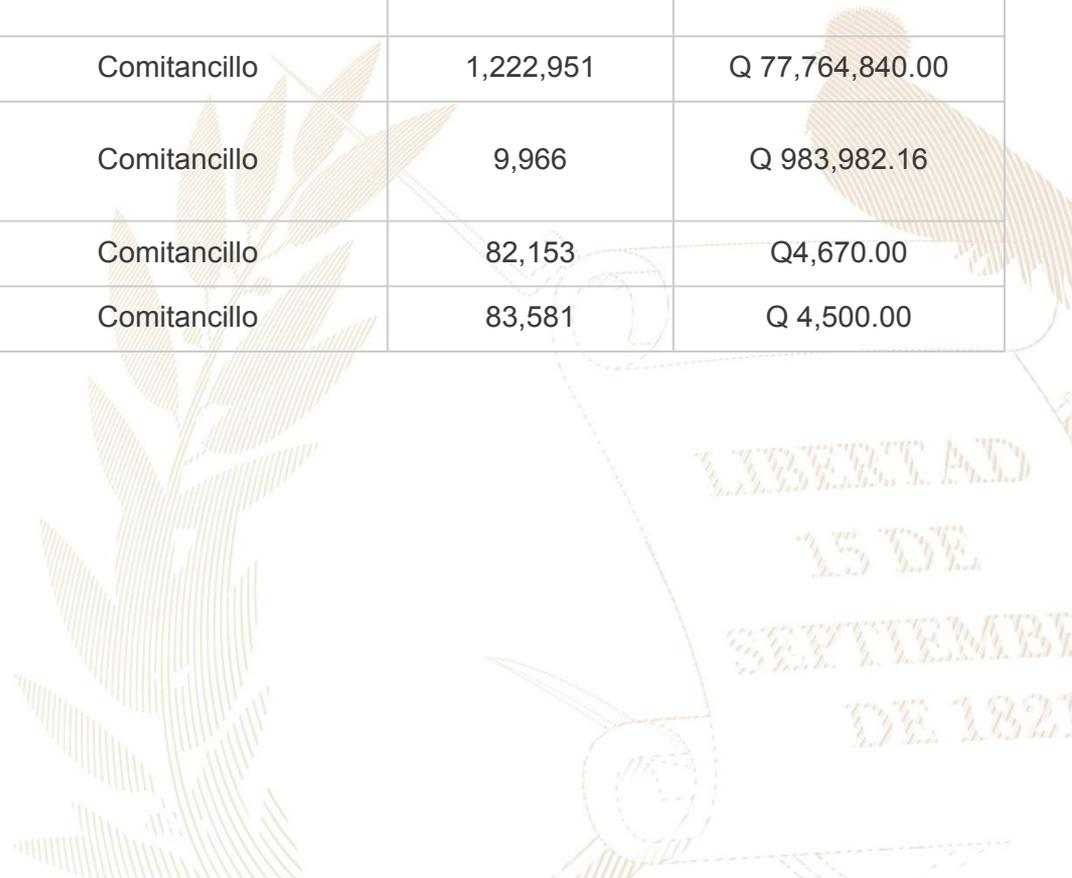 Comitancillo 1,222,951 Q 77,764,840.00
Comitancillo 9,966 Q 983,982.16
Comitancillo 82,153 Q4,670.00
Comitancillo 83,581 Q 4,500.00
LIBERTAD
15 DE
SEPTIEMB
DE 1821